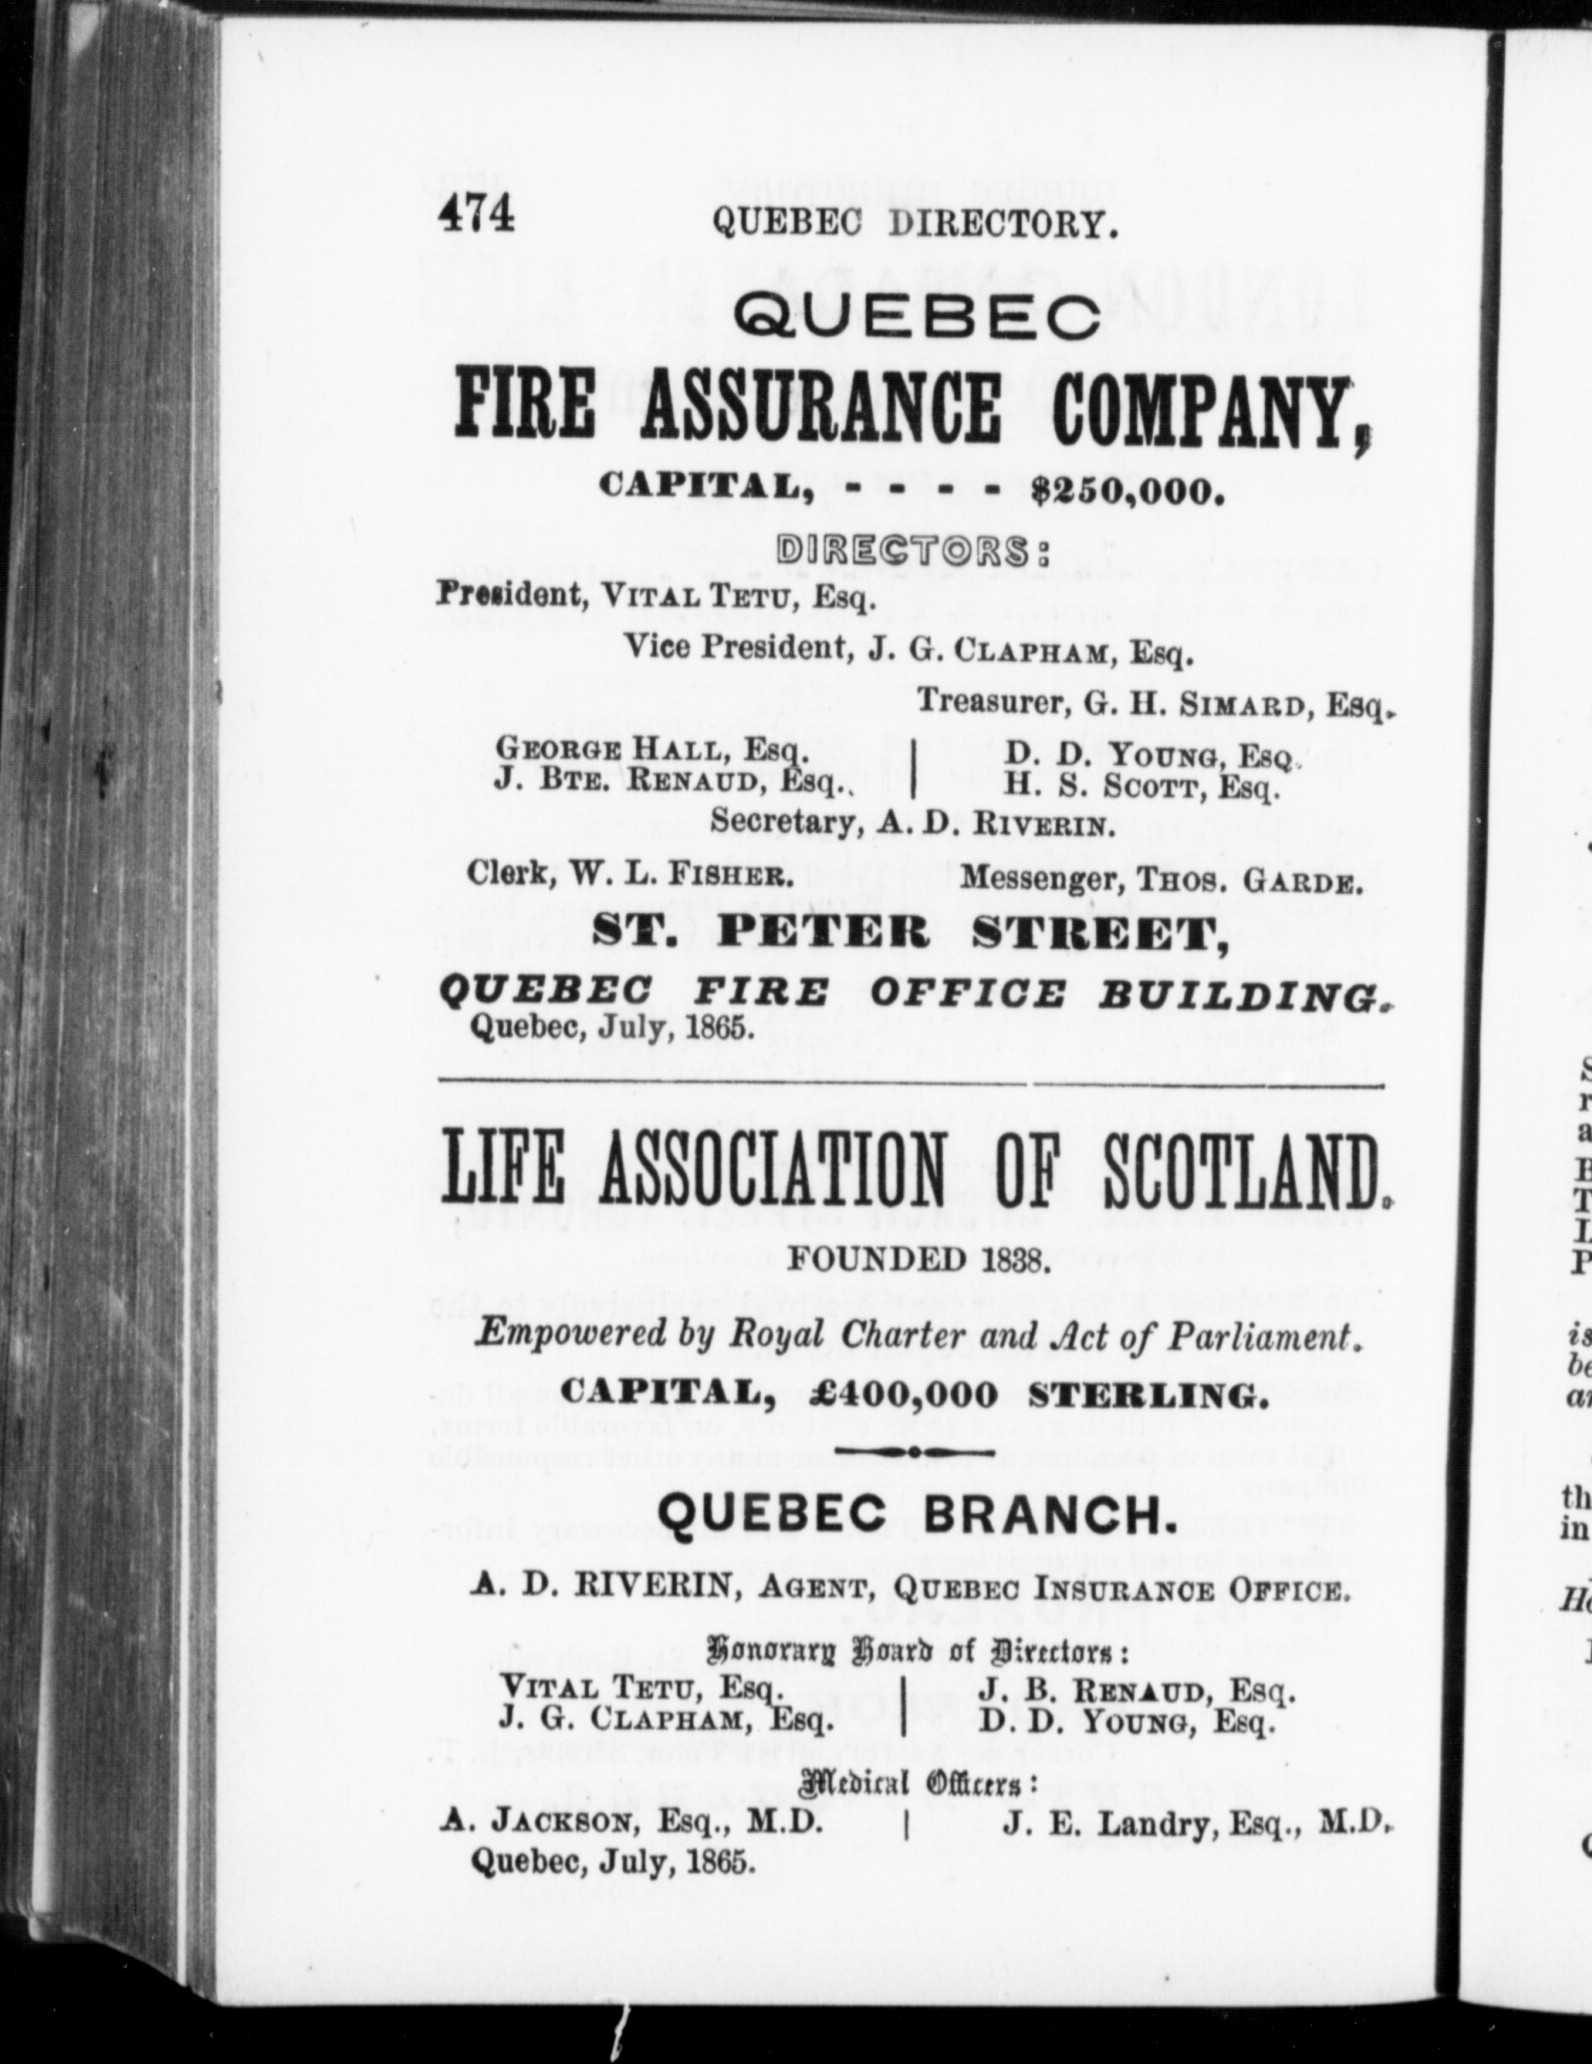 474 QUEBEC DIRECTORY.
QUEBEC
FIRE ASSURANCE COMPANY,
CAPITAL, - - - - $250,000.
DIRECTORS:
President, VITAL TETU, Esq.
Vice President, J. G. CLAPHAM, Esq.
Treasurer, G. H. SIMARD, Esq.
GEORGE HALL, Esq. | D. D. YOUNG, ESQ.
J. BTE. RENAUD, Esq. | H. S. SCOTT, Esq.
Secretary, A. D. RIVERIN.
Clerk, W. L. FISHER. Messenger, THOS. GARDE.
ST. PETER STREET,
QUEBEC FIRE OFFICE BUILDING.
Quebec, July, 1865.
LIFE ASSOCIATION OF SCOTLAND.
FOUNDED 1838.
Empowered by Royal Charter and Act of Parliament.
CAPITAL, £400,000 STERLING.
QUEBEC BRANCH.
A. D. RIVERIN, AGENT, QUEBEC INSURANCE OFFICE.
Honorary Board of Directors:
VITAL TETU, Esq. | J. B. RENAUD, Esq.
J. G. CLAPHAM, Esq. | D. D. YOUNG, Esq.
Medical Officers:
A. JACKSON, Esq., M.D. | J. E. Landry, Esq., M.D.
Quebec, July, 1865.